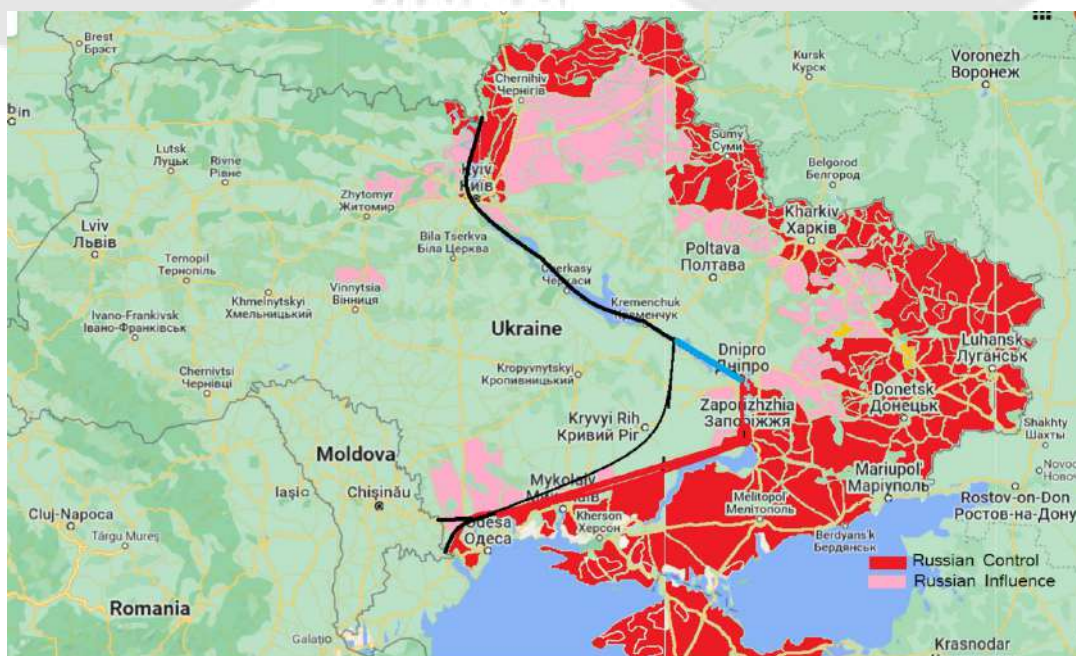 Brest
Брэст
Chernihiv
Чернігів
Kursk
Курск
Voronezh
Воронеж
Lutsk
Луцьк
Rivne
Рівне
Sumy
Суми
Belgorod
Белгород
Kyiv
Київ
Zhytomyr
Житомир
Kharkiv
Харків
Lviv
Львів
Bila Tserkva
Біла Церква
Poltava
Полтава
Ternopil
Тернопіль
Cherkasy
Черкаси
Khmelnytskyi
Хмельницький
Vinnytsia
Вінниця
Kremenchuk
Кременчук
Ivano-Frankivsk
Івано-Франківськ
Ukraine
Luhansk
Луганськ
Dnipro
Дніпро
Chernivtsi
Чернівці
Kropyvnytskyi
Кропивницький
Donetsk
Донецьк
Zaporizhzhia
Запоріжжя
Kryvyi Rih
Кривий Ріг
Shakhty
Шахты
Moldova
Mariupol
Маріуполь
Iași
Chișinău
Mykolaiv
Kherson
Херсон
Melitopol
Мелітополь
Rostov-on-Don
Ростов-на-Дону
Cluj-Napoca
Târgu Mureș
Odesa
Одеса
Berdyans'k
Бердянськ
Russian Control
Russian Influence
Romania
Galați
Krasnodar